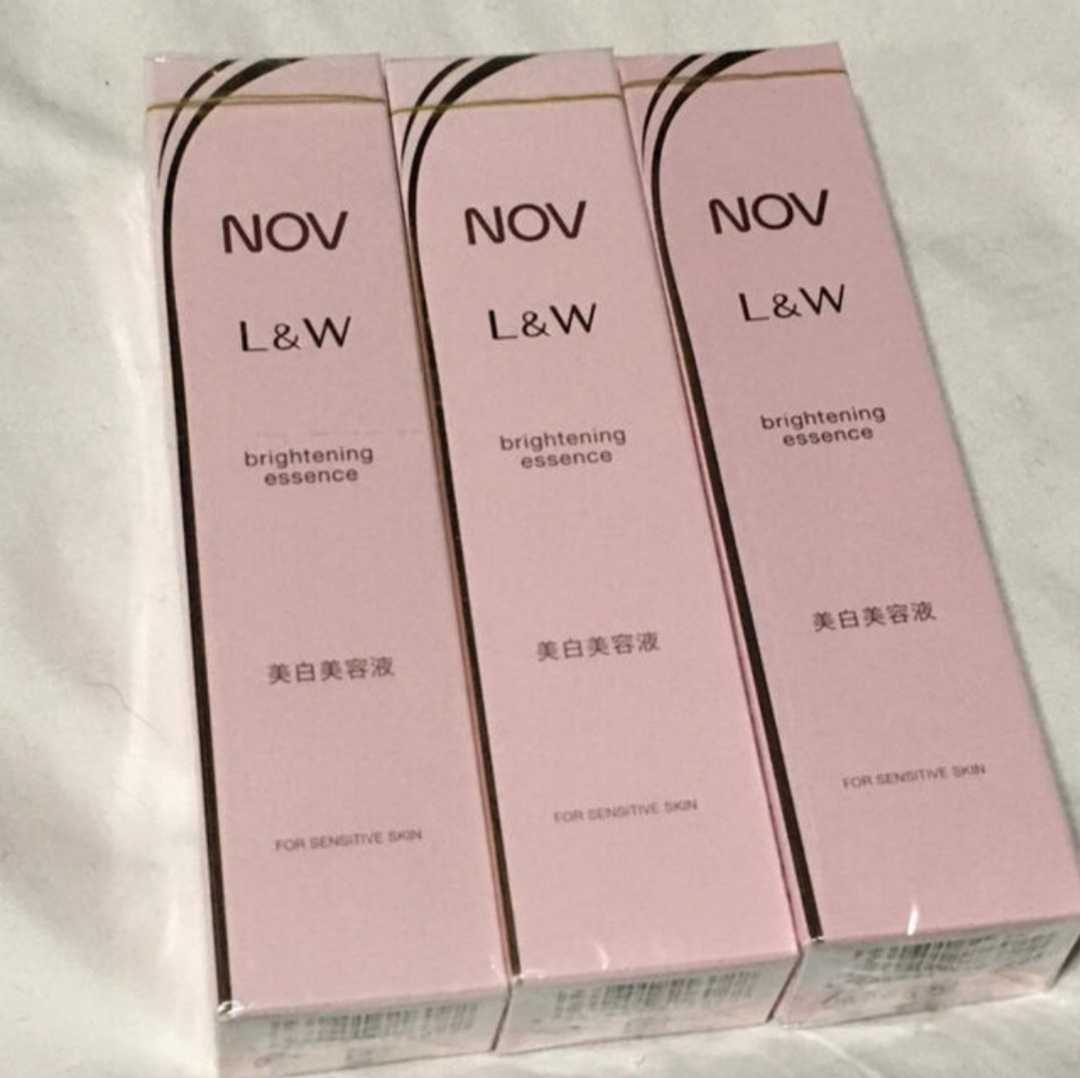 NOV
L&W
brightening
essence
美白美容液
FOR SENSITIVE SKIN
NOV
L&W
brightening
essence
美白美容液
FOR SENSITIVE SKIN
NOV
L&W
brightening
essence
美白美容液
FOR SENSITIVE SKIN